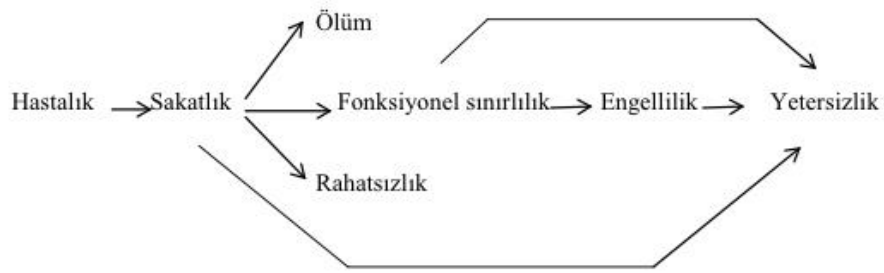 Ölüm
Hastalık Sakatlık Fonksiyonel sınırlılık Engellilik Yetersizlik
Rahatsızlık